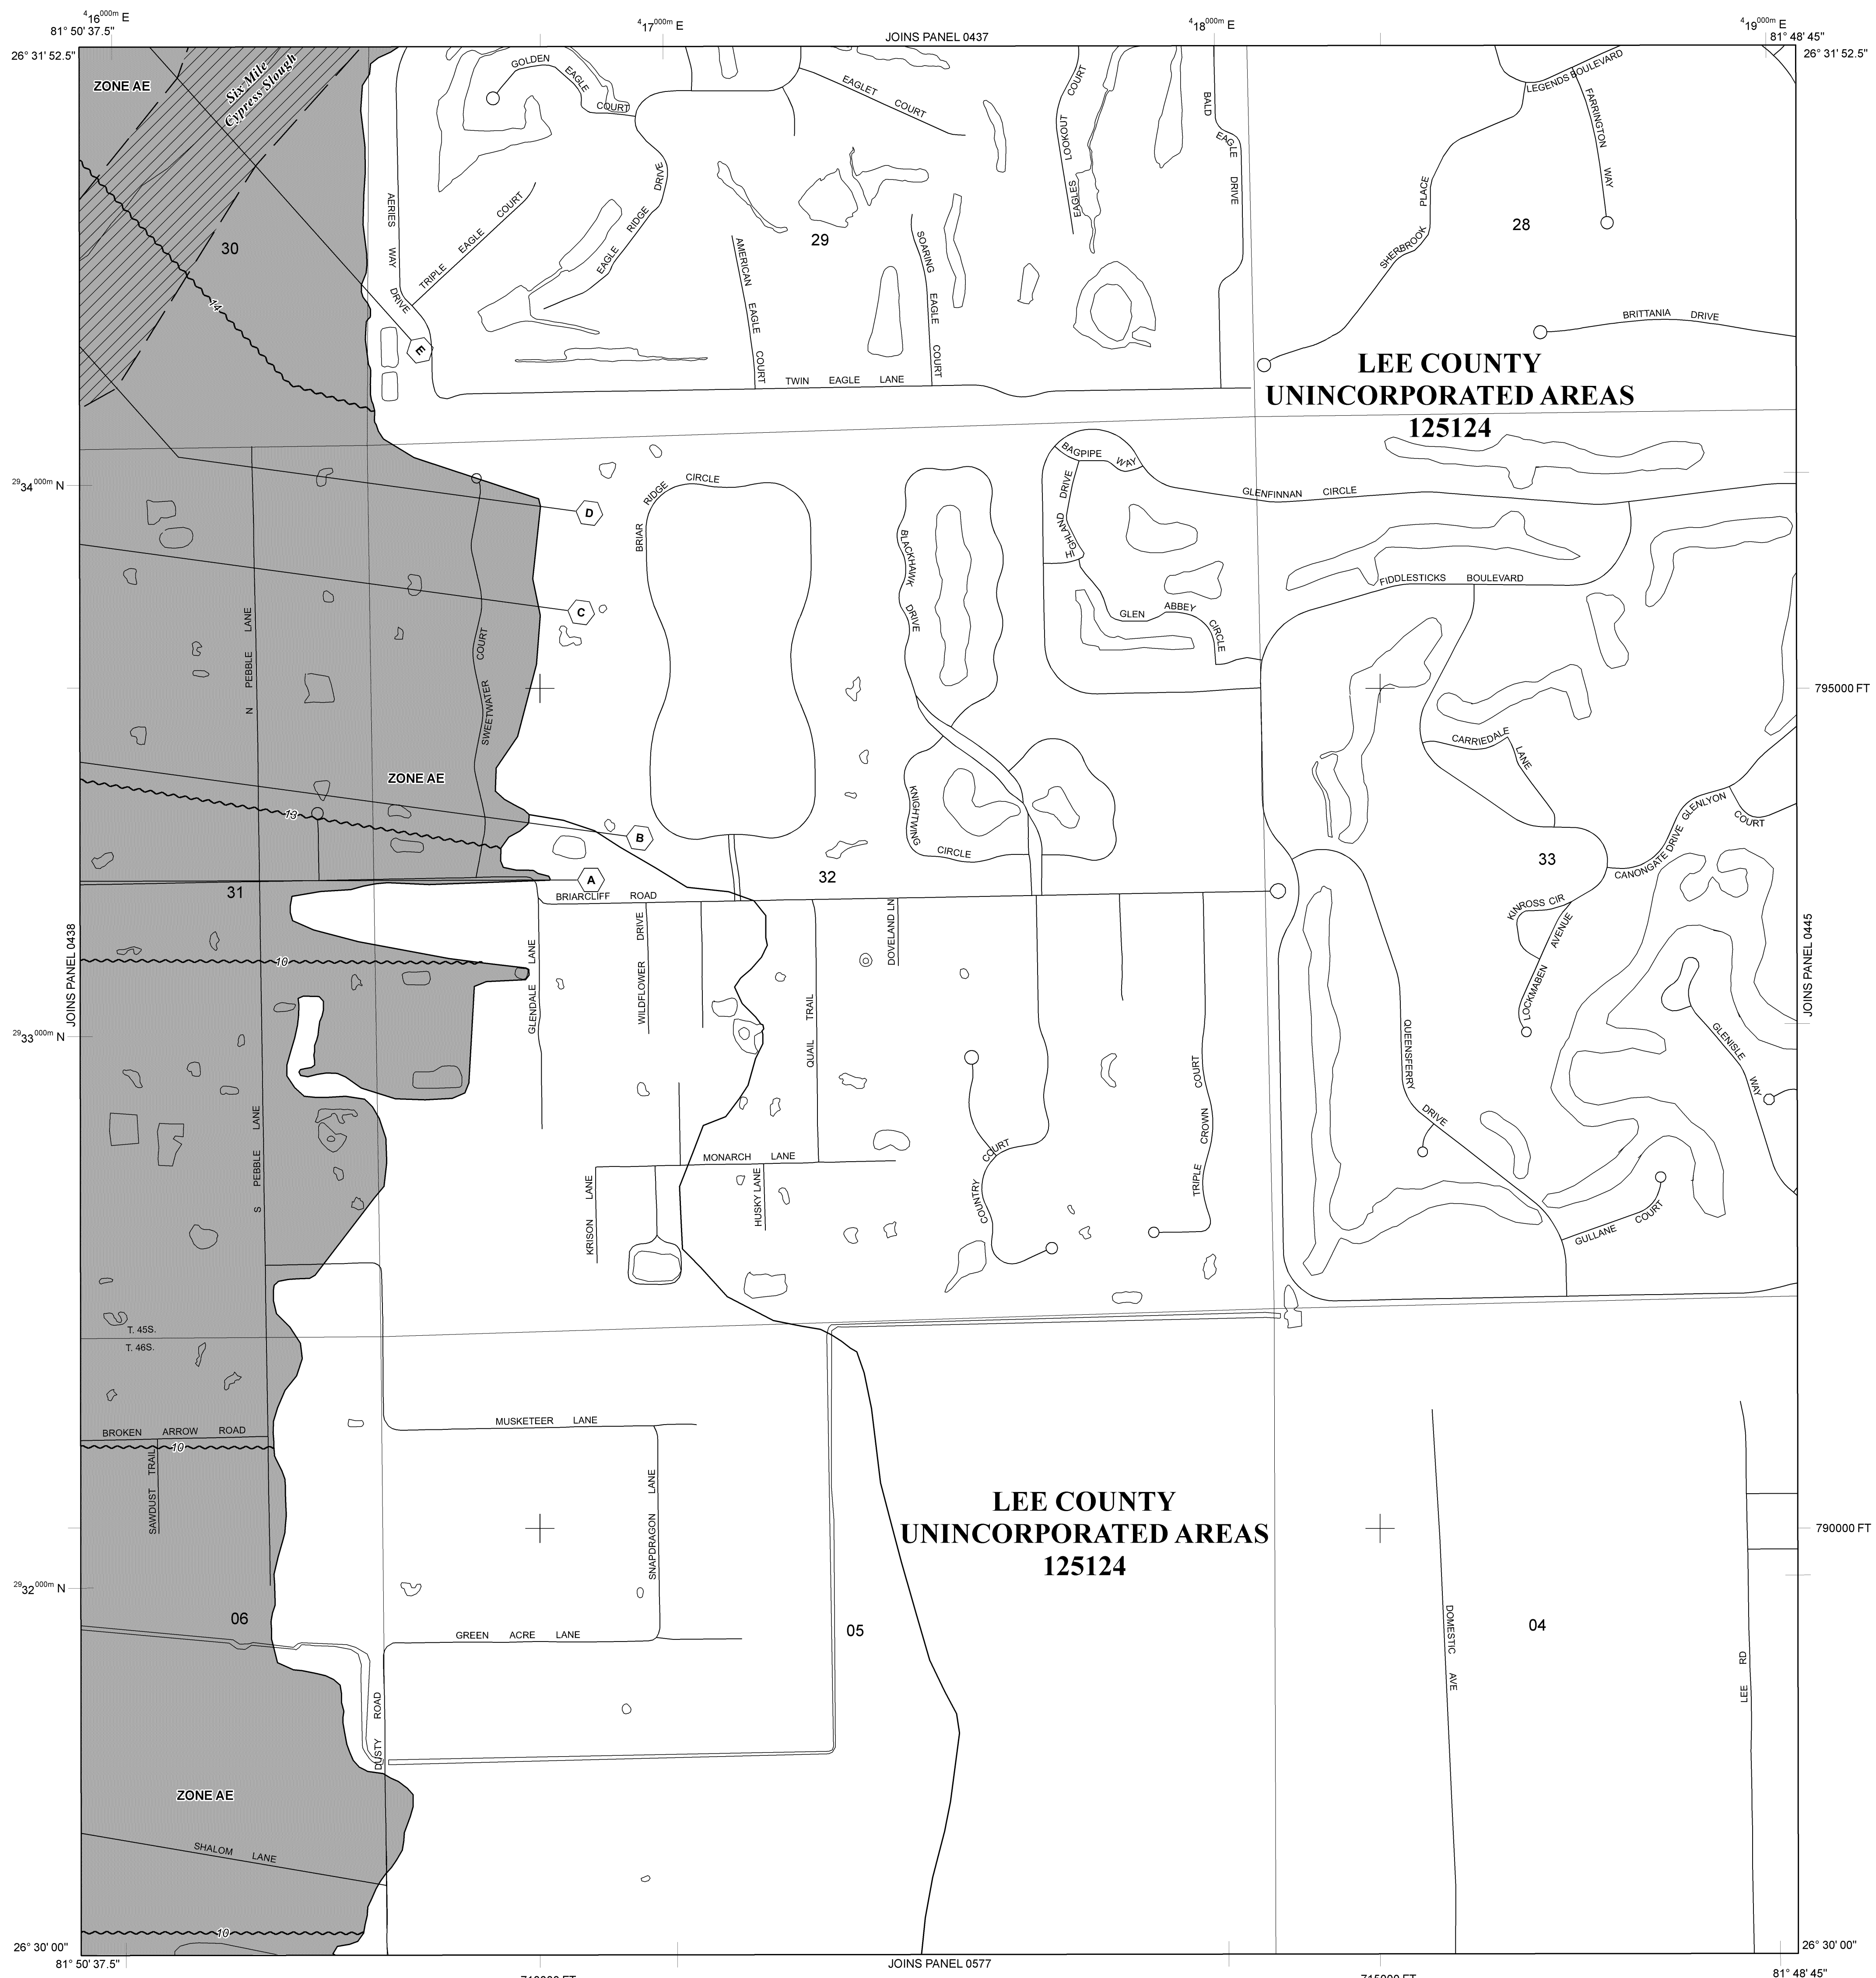 4 16 000m E
81° 50' 37.5"
4 17 000m E
JOINS PANEL 0437
4 18 000m E
4 19 000m E
81° 48' 45"
26° 31' 52.5"
26° 31' 52.5"
ZONE AE
Six Mile
Cypress Slough
GOLDEN EAGLE COURT
EAGLET COURT
EAGLES LOOKOUT COURT
BALD EAGLE DRIVE
LEGENDS BOULEVARD
FARRINGTON WAY
AERIES WAY DRIVE
TRIPLE EAGLE COURT
EAGLE RIDGE DRIVE
SHERBROOK PLACE
30
29
28
14
AMERICAN EAGLE COURT
SOARING EAGLE COURT
BRITTANIA DRIVE
E
TWIN EAGLE LANE
LEE COUNTY
UNINCORPORATED AREAS
125124
BAGPIPE WAY
29 34 000m N
D
BRIAR RIDGE CIRCLE
HIGHLAND DRIVE
GLENFINNAN CIRCLE
BLACKHAWK DRIVE
FIDDLESTICKS BOULEVARD
C
GLEN ABBEY CIRCLE
N PEBBLE LANE
SWEETWATER COURT
795000 FT
CARRIEDALE LANE
ZONE AE
13
B
KNIGHTWING CIRCLE
GLENLYON COURT
CANONGATE DRIVE
33
A
32
31
BRIARCLIFF ROAD
DOVELAND LN
KINROSS CIR
LOCKMABEN AVENUE
JOINS PANEL 0438
JOINS PANEL 0445
10
GLENDALE LANE
WILDFLOWER DRIVE
QUAIL TRAIL
29 33 000m N
QUEENSFERRY DRIVE
GLENISLE WAY
S PEBBLE LANE
TRIPLE CROWN COURT
COUNTRY COURT
MONARCH LANE
KRISON LANE
HUSKY LANE
GULLANE COURT
T. 45S.
T. 46S.
MUSKETEER LANE
BROKEN ARROW ROAD
10
SAWDUST TRAIL
SNAPDRAGON LANE
LEE COUNTY
UNINCORPORATED AREAS
125124
790000 FT
29 32 000m N
06
05
04
GREEN ACRE LANE
DOMESTIC AVE
LEE RD
DUSTY ROAD
ZONE AE
SHALOM LANE
10
26° 30' 00"
26° 30' 00"
81° 50' 37.5"
JOINS PANEL 0577
81° 48' 45"